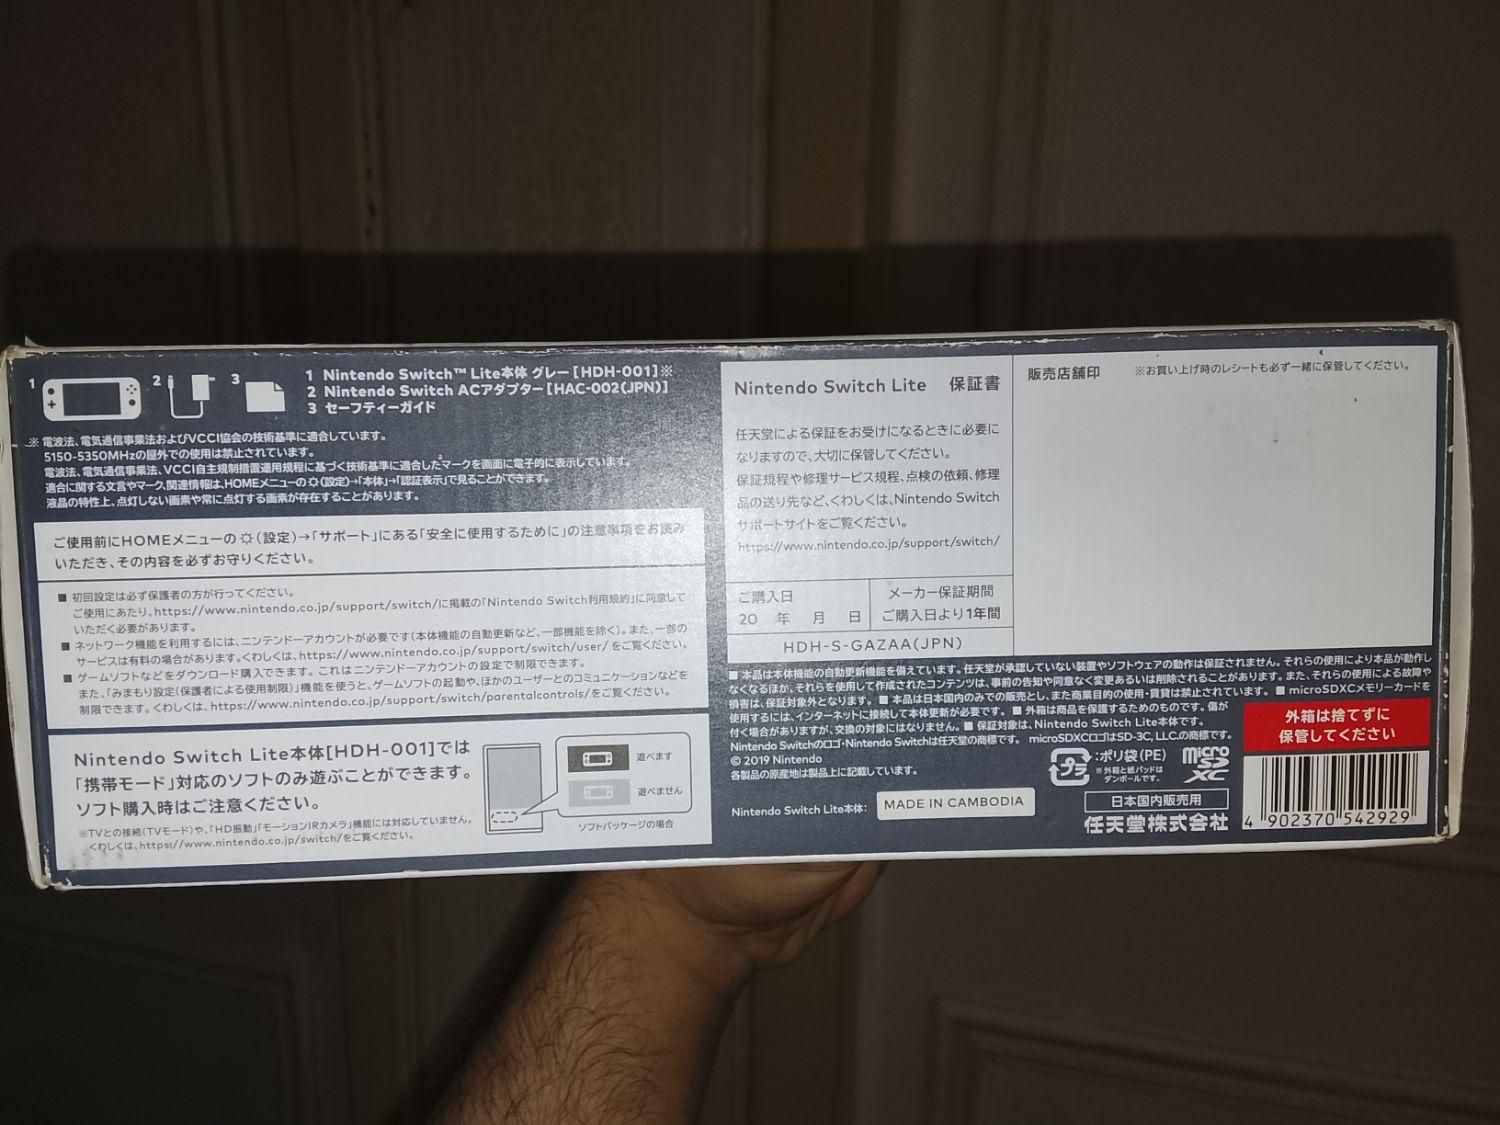 1 2 3
1 Nintendo Switch™ Lite本体 グレー[HDH-001]※
2 Nintendo Switch ACアダプター[HAC-002(JPN)]
3 セーフティーガイド
※ 電波法、電気通信事業法およびVCCI協会の技術基準に適合しています。
5150-5350MHzの屋外での使用は禁止されています。
電波法、電気通信事業法、VCCI自主規制措置運用規程に基づく技術基準に適合したマークを画面に電子的に表示しています。
適合に関する文言やマーク、関連情報は、HOMEメニューの(設定)→「本体」→「認証表示」で見ることができます。
液晶の特性上、点灯しない画素や常に点灯する画素が存在することがあります。
ご使用前にHOMEメニューの(設定)→「サポート」にある「安全に使用するために」の注意事項をお読み
いただき、その内容を必ずお守りください。
■ 初回設定は必ず保護者の方が行ってください。
ご使用にあたり、https://www.nintendo.co.jp/support/switch/に掲載の「Nintendo Switch利用規約」に同意して
いただく必要があります。
■ ネットワーク機能を利用するには、ニンテンドーアカウントが必要です(本体機能の自動更新など、一部機能を除く)。また、一部の
サービスは有料の場合があります。くわしくは、https://www.nintendo.co.jp/support/switch/user/をご覧ください。
■ ゲームソフトなどをダウンロード購入できます。これはニンテンドーアカウントの設定で制限できます。
また、「みまもり設定(保護者による使用制限)」機能を使うと、ゲームソフトの起動や、ほかのユーザーとのコミュニケーションなどを
制限できます。くわしくは、https://www.nintendo.co.jp/support/switch/parentalcontrols/をご覧ください。
Nintendo Switch Lite本体[HDH-001]では
「携帯モード」対応のソフトのみ遊ぶことができます。
ソフト購入時はご注意ください。
※TVとの接続(TVモード)や、「HD振動」「モーションIRカメラ」機能には対応していません。
くわしくは、https://www.nintendo.co.jp/switch/をご覧ください。
遊べます
遊べません
ソフトパッケージの場合
Nintendo Switch Lite 保証書
任天堂による保証をお受けになるときに必要に
なりますので、大切に保管してください。
保証規程や修理サービス規程、点検の依頼、修理
品の送り先など、くわしくは、Nintendo Switch
サポートサイトをご覧ください。
https://www.nintendo.co.jp/support/switch/
ご購入日
20 年 月 日
メーカー保証期間
ご購入日より1年間
HDH-S-GAZAA(JPN)
販売店舗印 ※お買い上げ時のレシートも必ず一緒に保管してください。
■ 本品は本体機能の自動更新機能を備えています。任天堂が承認していない装置やソフトウェアの動作は保証されません。それらの使用により本品が動作し
なくなるほか、それらを使用して作成されたコンテンツは、事前の告知や同意なく変更あるいは削除されることがあります。また、それらの使用による故障や
損害は、保証対象外となります。■ 本品は日本国内のみでの販売とし、また商業目的の使用・賃貸は禁止されています。■ microSDXCメモリーカードを
使用するには、インターネットに接続して本体更新が必要です。■ 外箱は商品を保護するためのものです。傷が
付く場合がありますが、交換の対象にはなりません。■ 保証対象は、Nintendo Switch Lite本体です。
Nintendo Switchのロゴ・Nintendo Switchは任天堂の商標です。 microSDXCロゴはSD-3C, LLC.の商標です。
© 2019 Nintendo
各製品の原産地は製品上に記載しています。
Nintendo Switch Lite本体: MADE IN CAMBODIA
プラ :ポリ袋(PE)
※外箱と紙パッドは
ダンボールです。
micro SD XC
日本国内販売用
任天堂株式会社
外箱は捨てずに
保管してください
4 902370 542929